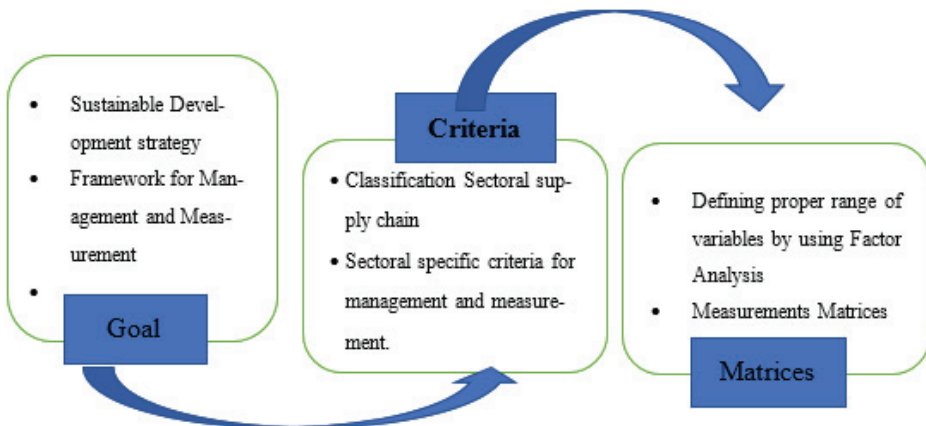 • Sustainable Devel-
opment strategy
• Framework for Man-
agement and Meas-
urement
•
Goal
Criteria
• Classification Sectoral sup-
ply chain
• Sectoral specific criteria for
management and measure-
ment.
• Defining proper range of
variables by using Factor
Analysis
• Measurements Matrices
Matrices